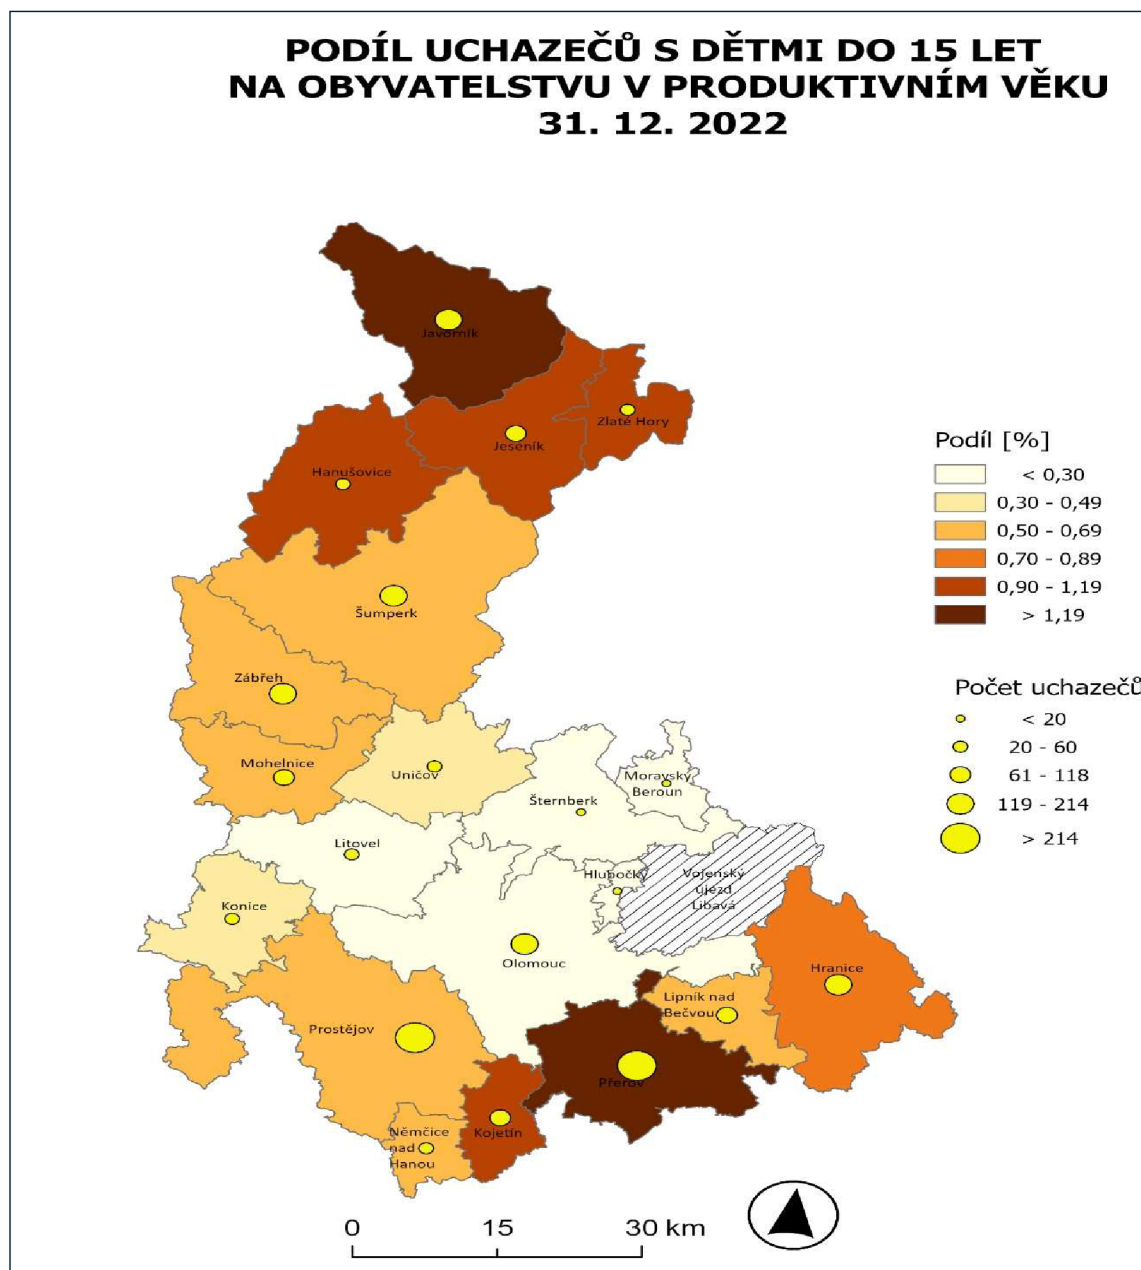 PODÍL UCHAZEČŮ S DĚTMI DO 15 LET
NA OBYVATELSTVU V PRODUKTIVNÍM VĚKU
31. 12. 2022
Javorník
Zlaté Hory
Jeseník
Hanušovice
Šumperk
Zábřeh
Mohelnice
Uničov
Moravský
Beroun
Šternberk
Litovel
Hlubočky
Vojenský
újezd
Libavá
Konice
Olomouc
Hranice
Lipník nad
Bečvou
Prostějov
Přerov
Kojetín
Němčice
nad
Hanou
Podíl [%]
< 0,30
0,30 - 0,49
0,50 - 0,69
0,70 - 0,89
0,90 - 1,19
> 1,19
Počet uchazečů
< 20
20 - 60
61 - 118
119 - 214
> 214
0 15 30 km